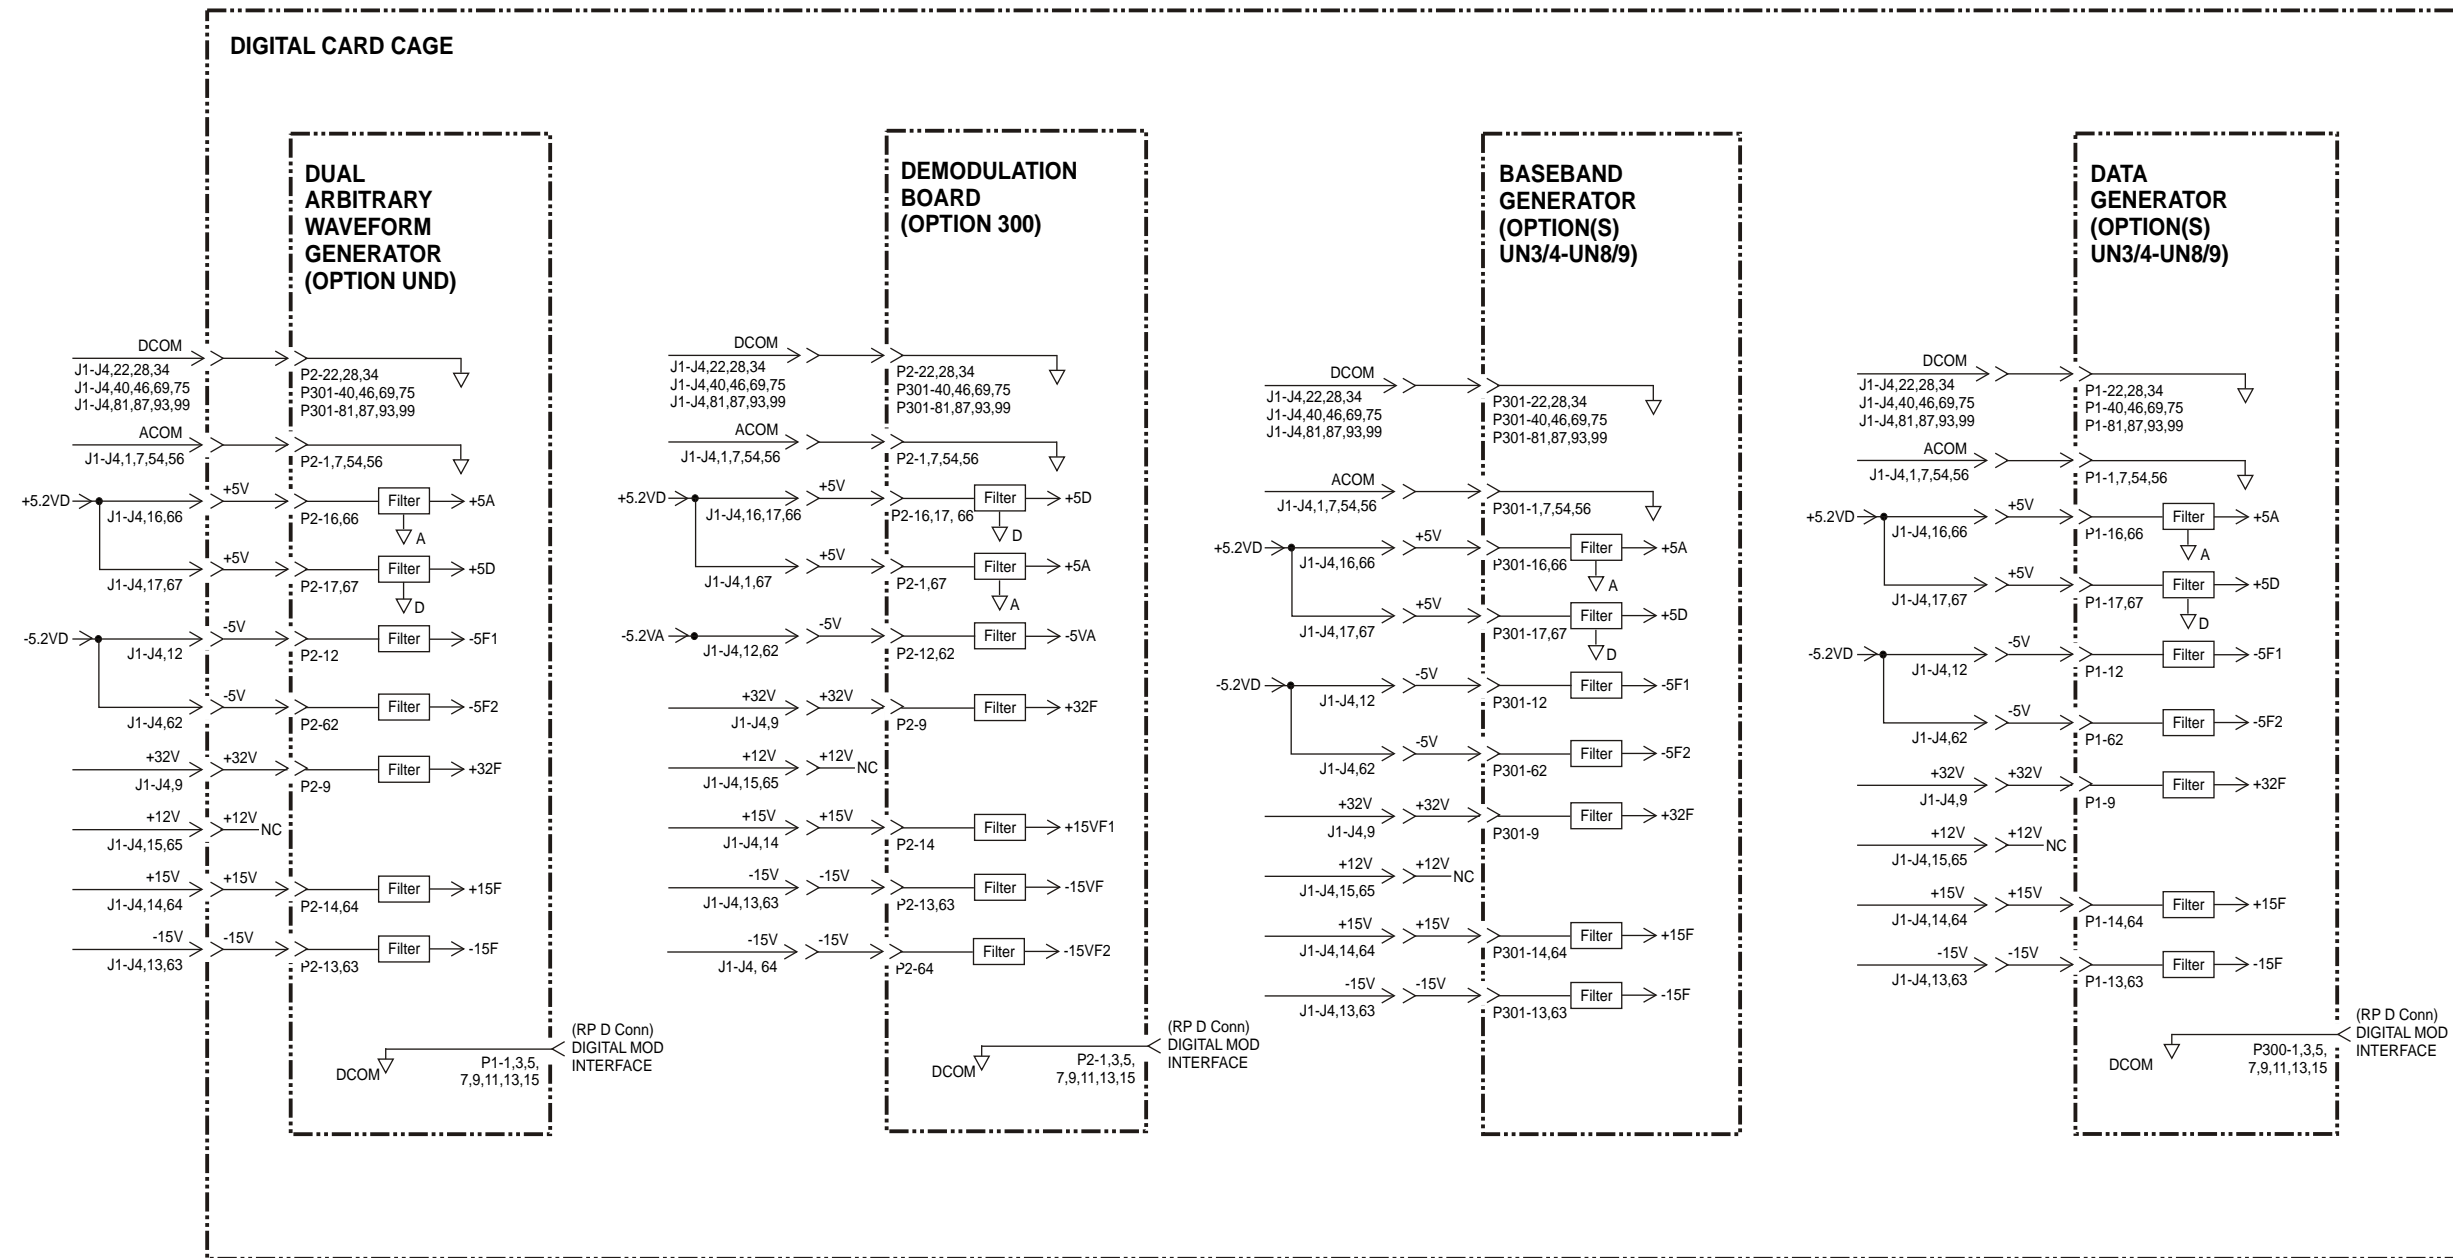 DIGITAL CARD CAGE
DUAL
ARBITRARY
WAVEFORM
GENERATOR
(OPTION UND)
DCOM
J1-J4,22,28,34
J1-J4,40,46,69,75
J1-J4,81,87,93,99
P2-22,28,34
P301-40,46,69,75
P301-81,87,93,99
ACOM
J1-J4,1,7,54,56
P2-1,7,54,56
+5.2VD
J1-J4,16,66
+5V
P2-16,66
Filter
+5A
A
J1-J4,17,67
+5V
P2-17,67
Filter
+5D
D
-5.2VD
J1-J4,12
-5V
P2-12
Filter
-5F1
J1-J4,62
-5V
P2-62
Filter
-5F2
+32V
J1-J4,9
+32V
P2-9
Filter
+32F
+12V
J1-J4,15,65
+12V
NC
+15V
J1-J4,14,64
+15V
P2-14,64
Filter
+15F
-15V
J1-J4,13,63
-15V
P2-13,63
Filter
-15F
DCOM
P1-1,3,5,
7,9,11,13,15
(RP D Conn)
DIGITAL MOD
INTERFACE
DEMODULATION
BOARD
(OPTION 300)
DCOM
J1-J4,22,28,34
J1-J4,40,46,69,75
J1-J4,81,87,93,99
P2-22,28,34
P301-40,46,69,75
P301-81,87,93,99
ACOM
J1-J4,1,7,54,56
P2-1,7,54,56
+5.2VD
J1-J4,16,17,66
+5V
P2-16,17, 66
Filter
+5D
D
J1-J4,1,67
+5V
P2-1,67
Filter
+5A
A
-5.2VA
J1-J4,12,62
-5V
P2-12,62
Filter
-5VA
+32V
J1-J4,9
+32V
P2-9
Filter
+32F
+12V
J1-J4,15,65
+12V
NC
+15V
J1-J4,14
+15V
P2-14
Filter
+15VF1
-15V
J1-J4,13,63
-15V
P2-13,63
Filter
-15VF
-15V
J1-J4, 64
-15V
P2-64
Filter
-15VF2
DCOM
P2-1,3,5,
7,9,11,13,15
(RP D Conn)
DIGITAL MOD
INTERFACE
BASEBAND
GENERATOR
(OPTION(S)
UN3/4-UN8/9)
DCOM
J1-J4,22,28,34
J1-J4,40,46,69,75
J1-J4,81,87,93,99
P301-22,28,34
P301-40,46,69,75
P301-81,87,93,99
ACOM
J1-J4,1,7,54,56
P301-1,7,54,56
+5.2VD
J1-J4,16,66
+5V
P301-16,66
Filter
+5A
A
J1-J4,17,67
+5V
P301-17,67
Filter
+5D
D
-5.2VD
J1-J4,12
-5V
P301-12
Filter
-5F1
J1-J4,62
-5V
P301-62
Filter
-5F2
+32V
J1-J4,9
+32V
P301-9
Filter
+32F
+12V
J1-J4,15,65
+12V
NC
+15V
J1-J4,14,64
+15V
P301-14,64
Filter
+15F
-15V
J1-J4,13,63
-15V
P301-13,63
Filter
-15F
DATA
GENERATOR
(OPTION(S)
UN3/4-UN8/9)
DCOM
J1-J4,22,28,34
J1-J4,40,46,69,75
J1-J4,81,87,93,99
P1-22,28,34
P1-40,46,69,75
P1-81,87,93,99
ACOM
J1-J4,1,7,54,56
P1-1,7,54,56
+5.2VD
J1-J4,16,66
+5V
P1-16,66
Filter
+5A
A
J1-J4,17,67
+5V
P1-17,67
Filter
+5D
D
-5.2VD
J1-J4,12
-5V
P1-12
Filter
-5F1
J1-J4,62
-5V
P1-62
Filter
-5F2
+32V
J1-J4,9
+32V
P1-9
Filter
+32F
+12V
J1-J4,15,65
+12V
NC
+15V
J1-J4,14,64
+15V
P1-14,64
Filter
+15F
-15V
J1-J4,13,63
-15V
P1-13,63
Filter
-15F
DCOM
P300-1,3,5,
7,9,11,13,15
(RP D Conn)
DIGITAL MOD
INTERFACE